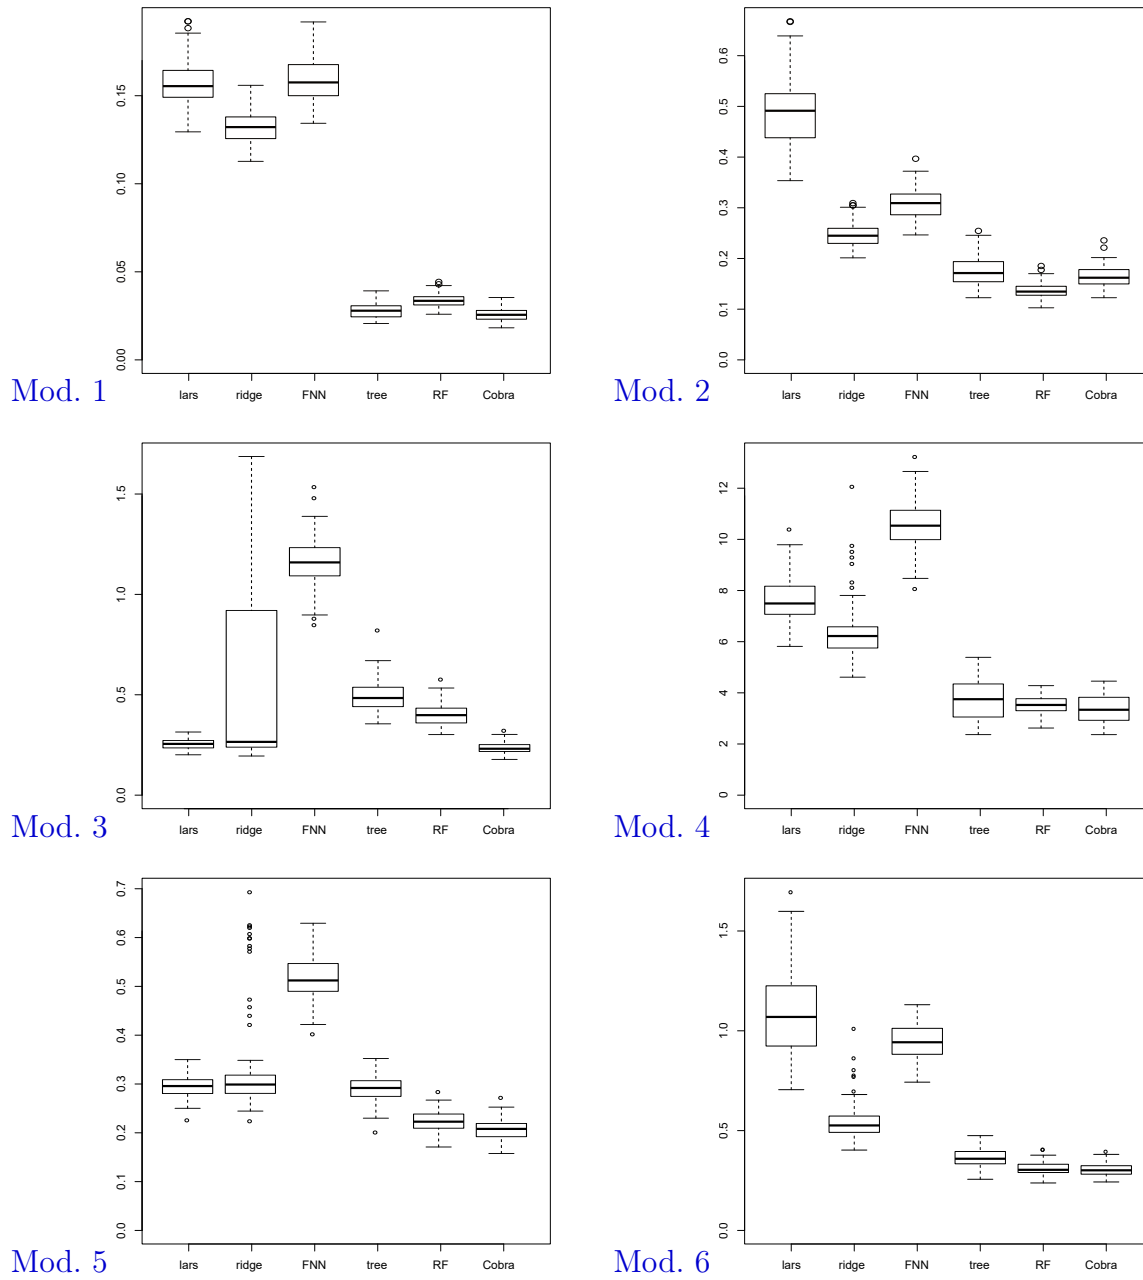 0.00 0.05 0.10 0.15
Mod. 1
lars ridge FNN tree RF Cobra
0.0 0.1 0.2 0.3 0.4 0.5 0.6
Mod. 2
lars ridge FNN tree RF Cobra
0.0 0.5 1.0 1.5
Mod. 3
lars ridge FNN tree RF Cobra
0 2 4 6 8 10 12
Mod. 4
lars ridge FNN tree RF Cobra
0.0 0.1 0.2 0.3 0.4 0.5 0.6 0.7
Mod. 5
lars ridge FNN tree RF Cobra
0.0 0.5 1.0 1.5
Mod. 6
lars ridge FNN tree RF Cobra